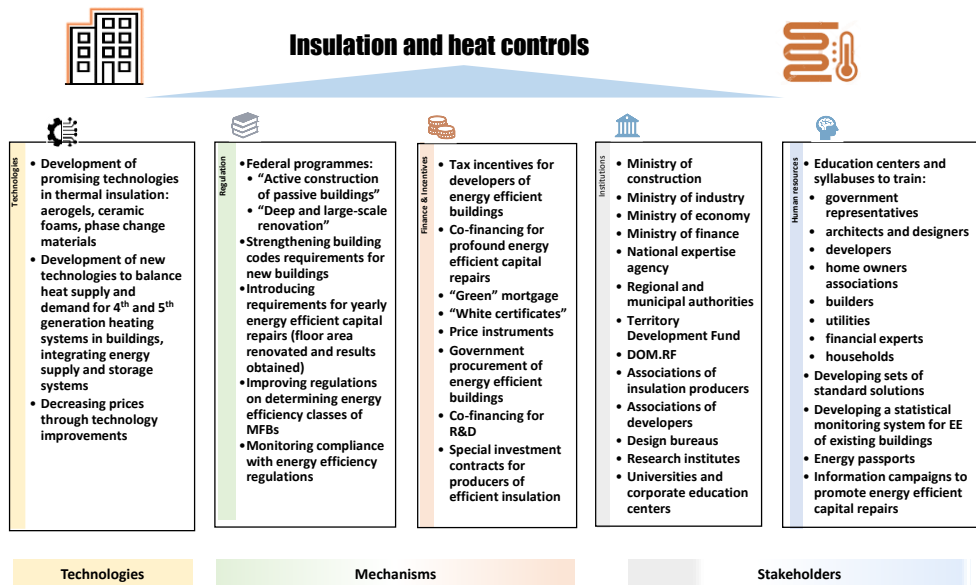 Insulation and heat controls
Technologies
• Development of
promising technologies
in thermal insulation:
aerogels, ceramic
foams, phase change
materials
• Development of new
technologies to balance
heat supply and
demand for 4th and 5th
generation heating
systems in buildings,
integrating energy
supply and storage
systems
• Decreasing prices
through technology
improvements
Regulation
• Federal programmes:
• “Active construction
of passive buildings”
• “Deep and large-scale
renovation”
• Strengthening building
codes requirements for
new buildings
• Introducing
requirements for yearly
energy efficient capital
repairs (floor area
renovated and results
obtained)
• Improving regulations
on determining energy
efficiency classes of
MFBs
• Monitoring compliance
with energy efficiency
regulations
Finance & Incentives
• Tax incentives for
developers of
energy efficient
buildings
• Co-financing for
profound energy
efficient capital
repairs
• “Green” mortgage
• “White certificates”
• Price instruments
• Government
procurement of
energy efficient
buildings
• Co-financing for
R&D
• Special investment
contracts for
producers of
efficient insulation
Institutions
• Ministry of
construction
• Ministry of industry
• Ministry of economy
• Ministry of finance
• National expertise
agency
• Regional and
municipal authorities
• Territory
Development Fund
• DOM.RF
• Associations of
insulation producers
• Associations of
developers
• Design bureaus
• Research institutes
• Universities and
corporate education
centers
Human resources
• Education centers and
syllabuses to train:
• government
representatives
• architects and designers
• developers
• home owners
associations
• builders
• utilities
• financial experts
• households
• Developing sets of
standard solutions
• Developing a statistical
monitoring system for EE
of existing buildings
• Energy passports
• Information campaigns to
promote energy efficient
capital repairs
Technologies
Mechanisms
Stakeholders